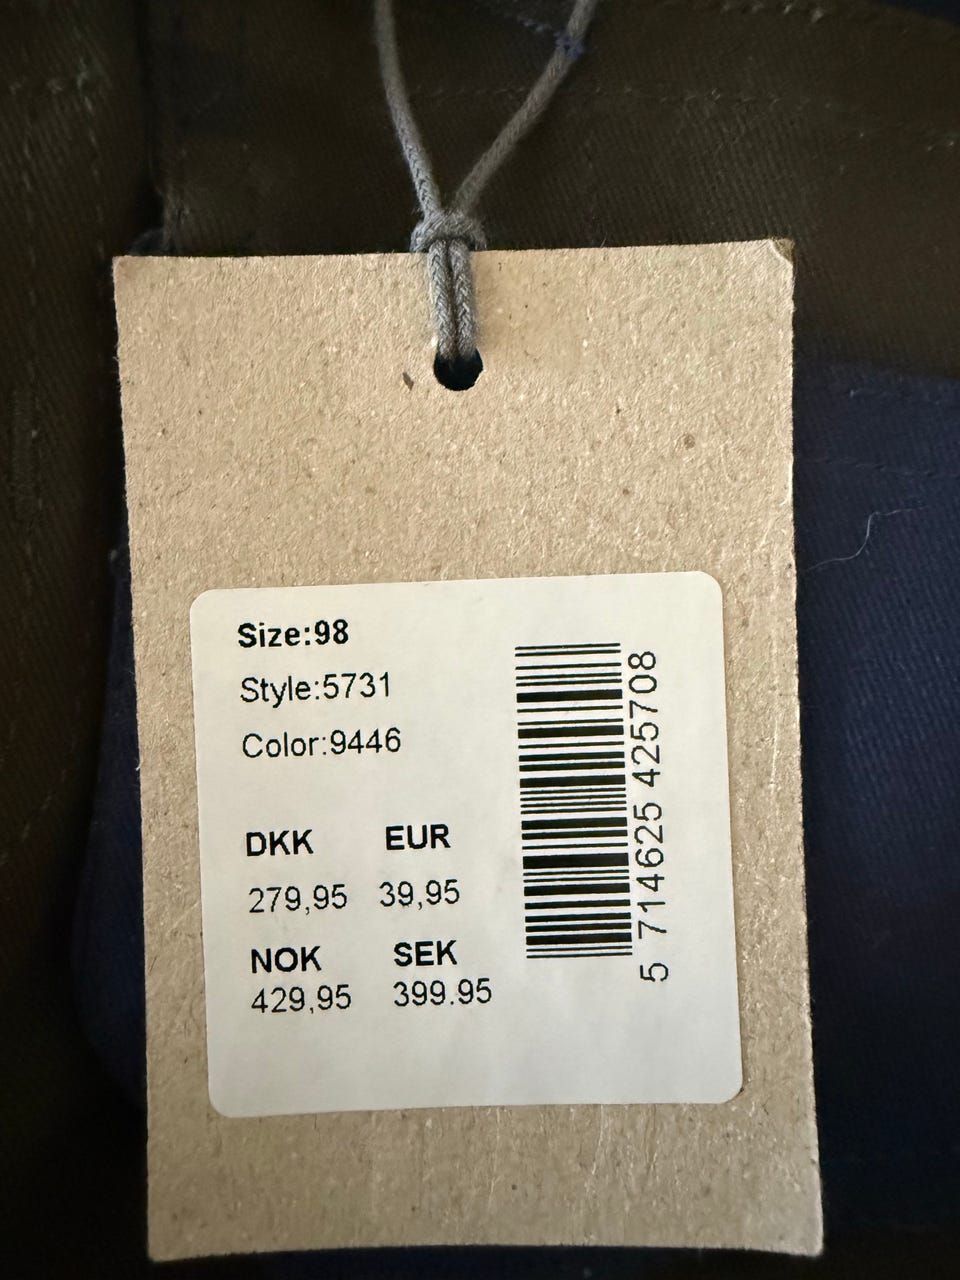 Size:98
Style:5731
Color:9446
DKK EUR
279,95 39,95
NOK SEK
429,95 399.95
5 714625 425708